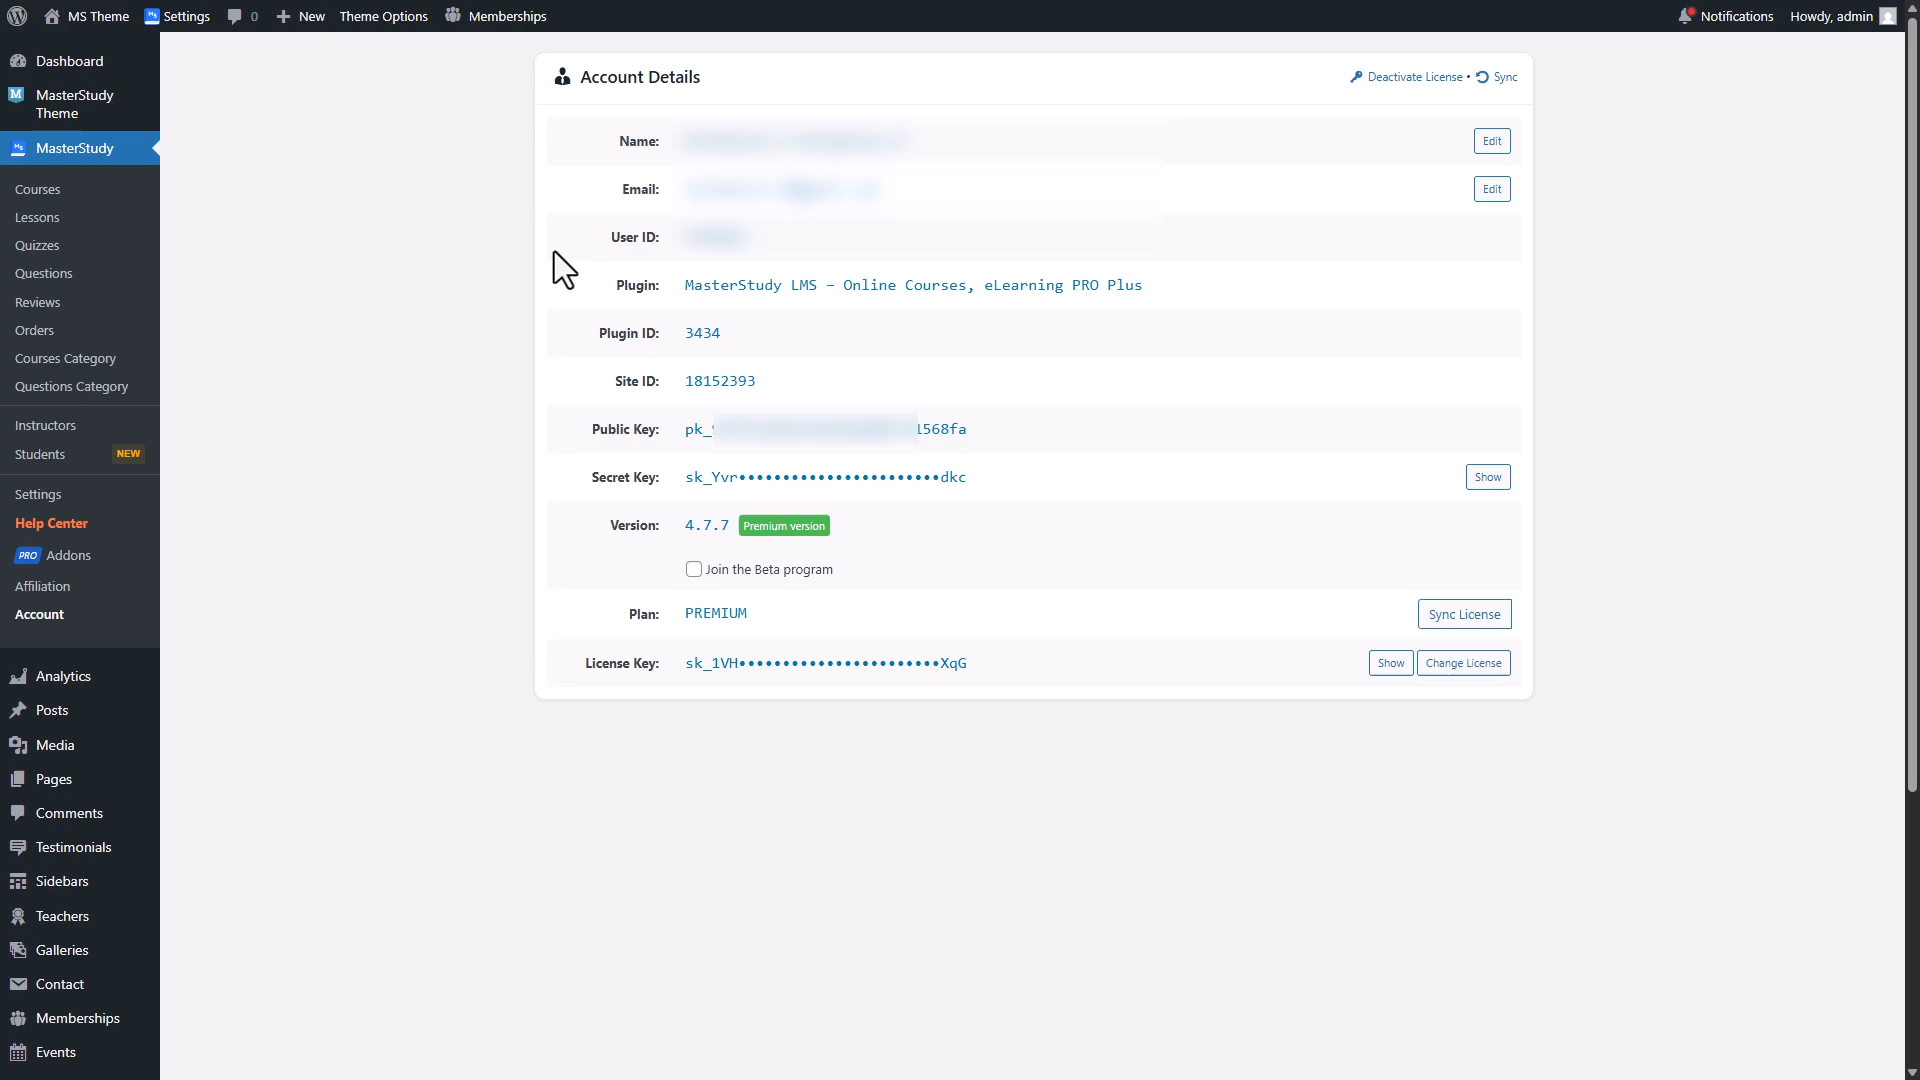 MS Theme Settings 0 New Theme Options Memberships Notifications Howdy, admin
Dashboard
MasterStudy
Theme
MasterStudy
Courses
Lessons
Quizzes
Questions
Reviews
Orders
Courses Category
Questions Category
Instructors
Students NEW
Settings
Help Center
PRO Addons
Affiliation
Account
Analytics
Posts
Media
Pages
Comments
Testimonials
Sidebars
Teachers
Galleries
Contact
Memberships
Events
Account Details Deactivate License • Sync
Name: Edit
Email: Edit
User ID:
Plugin: MasterStudy LMS – Online Courses, eLearning PRO Plus
Plugin ID: 3434
Site ID: 18152393
Public Key: pk_ 1568fa
Secret Key: sk_Yvr•••••••••••••••••••••••dkc Show
Version: 4.7.7 Premium version
Join the Beta program
Plan: PREMIUM Sync License
License Key: sk_1VH•••••••••••••••••••••••XqG Show Change License